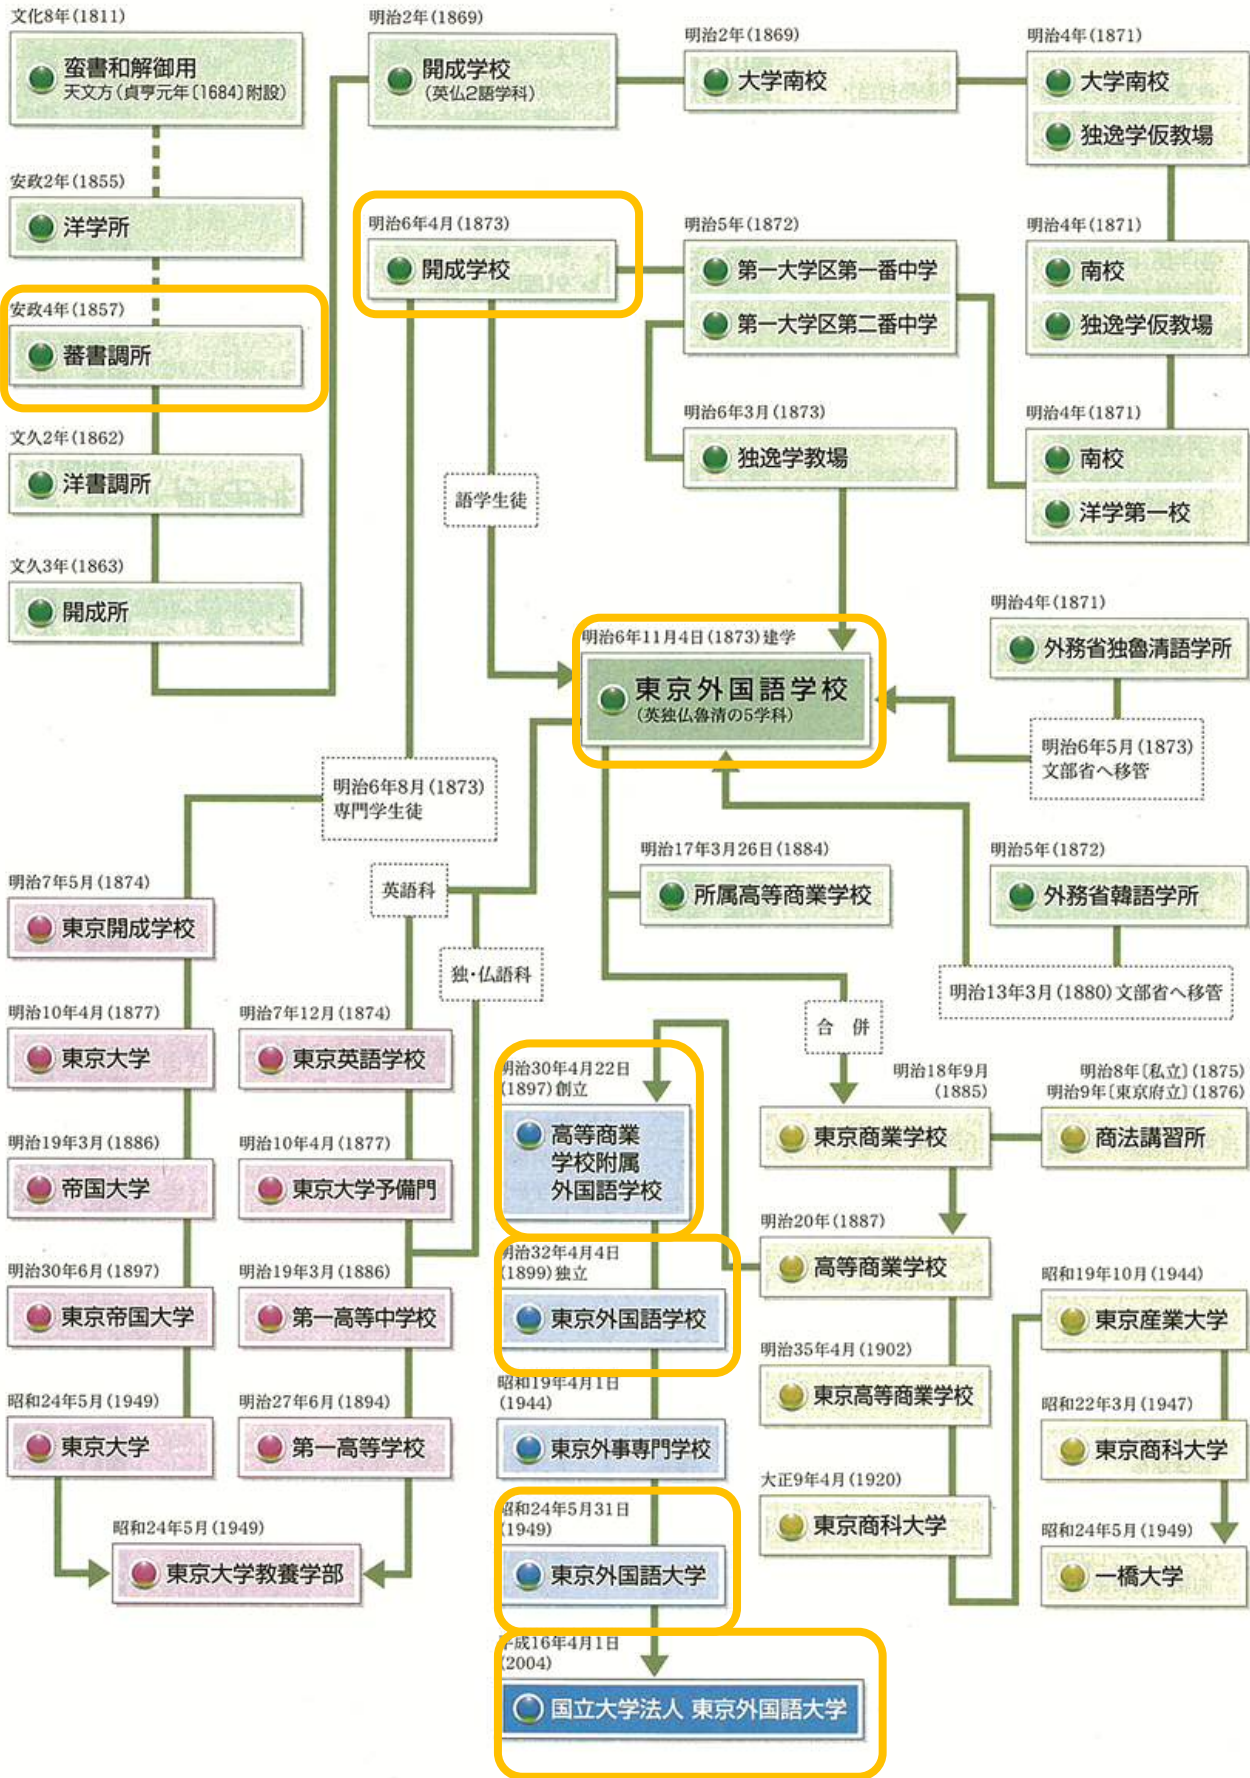 文化8年(1811)
蛮書和解御用
天文方(貞亨元年〔1684〕附設)
安政2年(1855)
洋学所
安政4年(1857)
蕃書調所
文久2年(1862)
洋書調所
文久3年(1863)
開成所
明治2年(1869)
開成学校
(英仏2語学科)
明治2年(1869)
大学南校
明治4年(1871)
大学南校
独逸学仮教場
明治4年(1871)
南校
独逸学仮教場
明治4年(1871)
南校
洋学第一校
明治5年(1872)
第一大学区第一番中学
第一大学区第二番中学
明治6年3月(1873)
独逸学教場
明治6年4月(1873)
開成学校
語学生徒
明治6年11月4日(1873)建学
東京外国語学校
(英独仏魯清の5学科)
明治4年(1871)
外務省独魯清語学所
明治6年5月(1873)
文部省へ移管
明治5年(1872)
外務省韓語学所
明治13年3月(1880)文部省へ移管
明治6年8月(1873)
専門学生徒
明治7年5月(1874)
東京開成学校
明治10年4月(1877)
東京大学
明治19年3月(1886)
帝国大学
明治30年6月(1897)
東京帝国大学
昭和24年5月(1949)
東京大学
英語科
独・仏語科
明治7年12月(1874)
東京英語学校
明治10年4月(1877)
東京大学予備門
明治19年3月(1886)
第一高等中学校
明治27年6月(1894)
第一高等学校
昭和24年5月(1949)
東京大学教養学部
明治17年3月26日(1884)
所属高等商業学校
合 併
明治18年9月
(1885)
東京商業学校
明治8年〔私立〕(1875)
明治9年〔東京府立〕(1876)
商法講習所
明治20年(1887)
高等商業学校
明治35年4月(1902)
東京高等商業学校
大正9年4月(1920)
東京商科大学
昭和19年10月(1944)
東京産業大学
昭和22年3月(1947)
東京商科大学
昭和24年5月(1949)
一橋大学
明治30年4月22日
(1897)創立
高等商業
学校附属
外国語学校
明治32年4月4日
(1899)独立
東京外国語学校
昭和19年4月1日
(1944)
東京外事専門学校
昭和24年5月31日
(1949)
東京外国語大学
平成16年4月1日
(2004)
国立大学法人 東京外国語大学